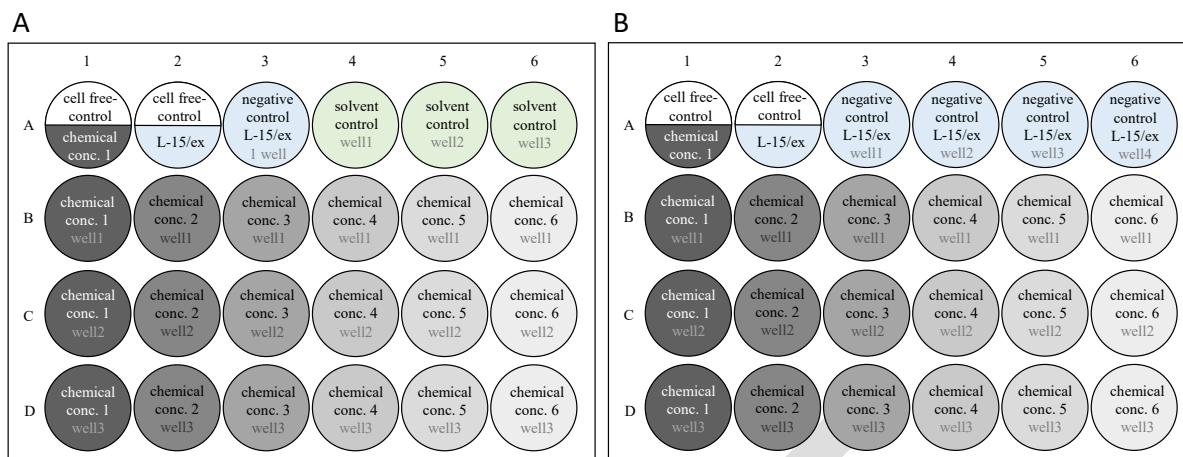 A
1 2 3 4 5 6
A
cell free-
control
chemical
conc. 1
cell free-
control
L-15/ex
negative
control
L-15/ex
1 well
solvent
control
well1
solvent
control
well2
solvent
control
well3
B
chemical
conc. 1
well1
chemical
conc. 2
well1
chemical
conc. 3
well1
chemical
conc. 4
well1
chemical
conc. 5
well1
chemical
conc. 6
well1
C
chemical
conc. 1
well2
chemical
conc. 2
well2
chemical
conc. 3
well2
chemical
conc. 4
well2
chemical
conc. 5
well2
chemical
conc. 6
well2
D
chemical
conc. 1
well3
chemical
conc. 2
well3
chemical
conc. 3
well3
chemical
conc. 4
well3
chemical
conc. 5
well3
chemical
conc. 6
well3
B
1 2 3 4 5 6
A
cell free-
control
chemical
conc. 1
cell free-
control
L-15/ex
negative
control
L-15/ex
well1
negative
control
L-15/ex
well2
negative
control
L-15/ex
well3
negative
control
L-15/ex
well4
B
chemical
conc. 1
well1
chemical
conc. 2
well1
chemical
conc. 3
well1
chemical
conc. 4
well1
chemical
conc. 5
well1
chemical
conc. 6
well1
C
chemical
conc. 1
well2
chemical
conc. 2
well2
chemical
conc. 3
well2
chemical
conc. 4
well2
chemical
conc. 5
well2
chemical
conc. 6
well2
D
chemical
conc. 1
well3
chemical
conc. 2
well3
chemical
conc. 3
well3
chemical
conc. 4
well3
chemical
conc. 5
well3
chemical
conc. 6
well3